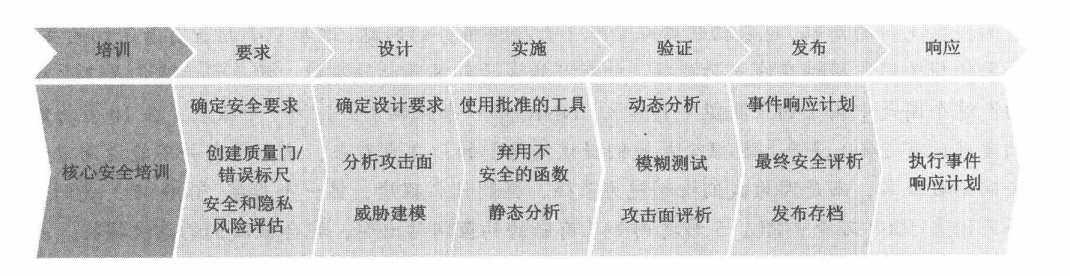 培训
要求
设计
实施
验证
发布
响应
核心安全培训
确定安全要求
创建质量门/
错误标尺
安全和隐私
风险评估
确定设计要求
分析攻击面
威胁建模
使用批准的工具
弃用不
安全的函数
静态分析
动态分析
模糊测试
攻击面评析
事件响应计划
最终安全评析
发布存档
执行事件
响应计划